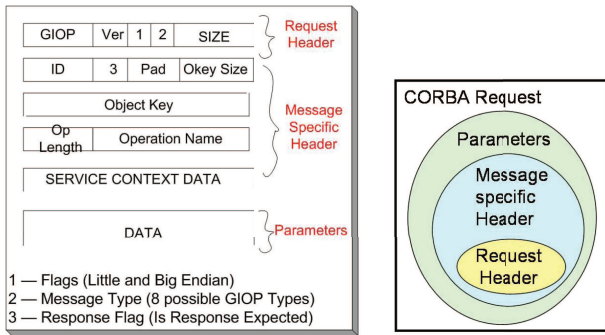 GIOP Ver 1 2 SIZE
Request
Header
ID 3 Pad Okey Size
Object Key
Message
Specific
Header
Op
Length Operation Name
SERVICE CONTEXT DATA
DATA
Parameters
1 — Flags (Little and Big Endian)
2 — Message Type (8 possible GIOP Types)
3 — Response Flag (Is Response Expected)
CORBA Request
Parameters
Message
specific
Header
Request
Header